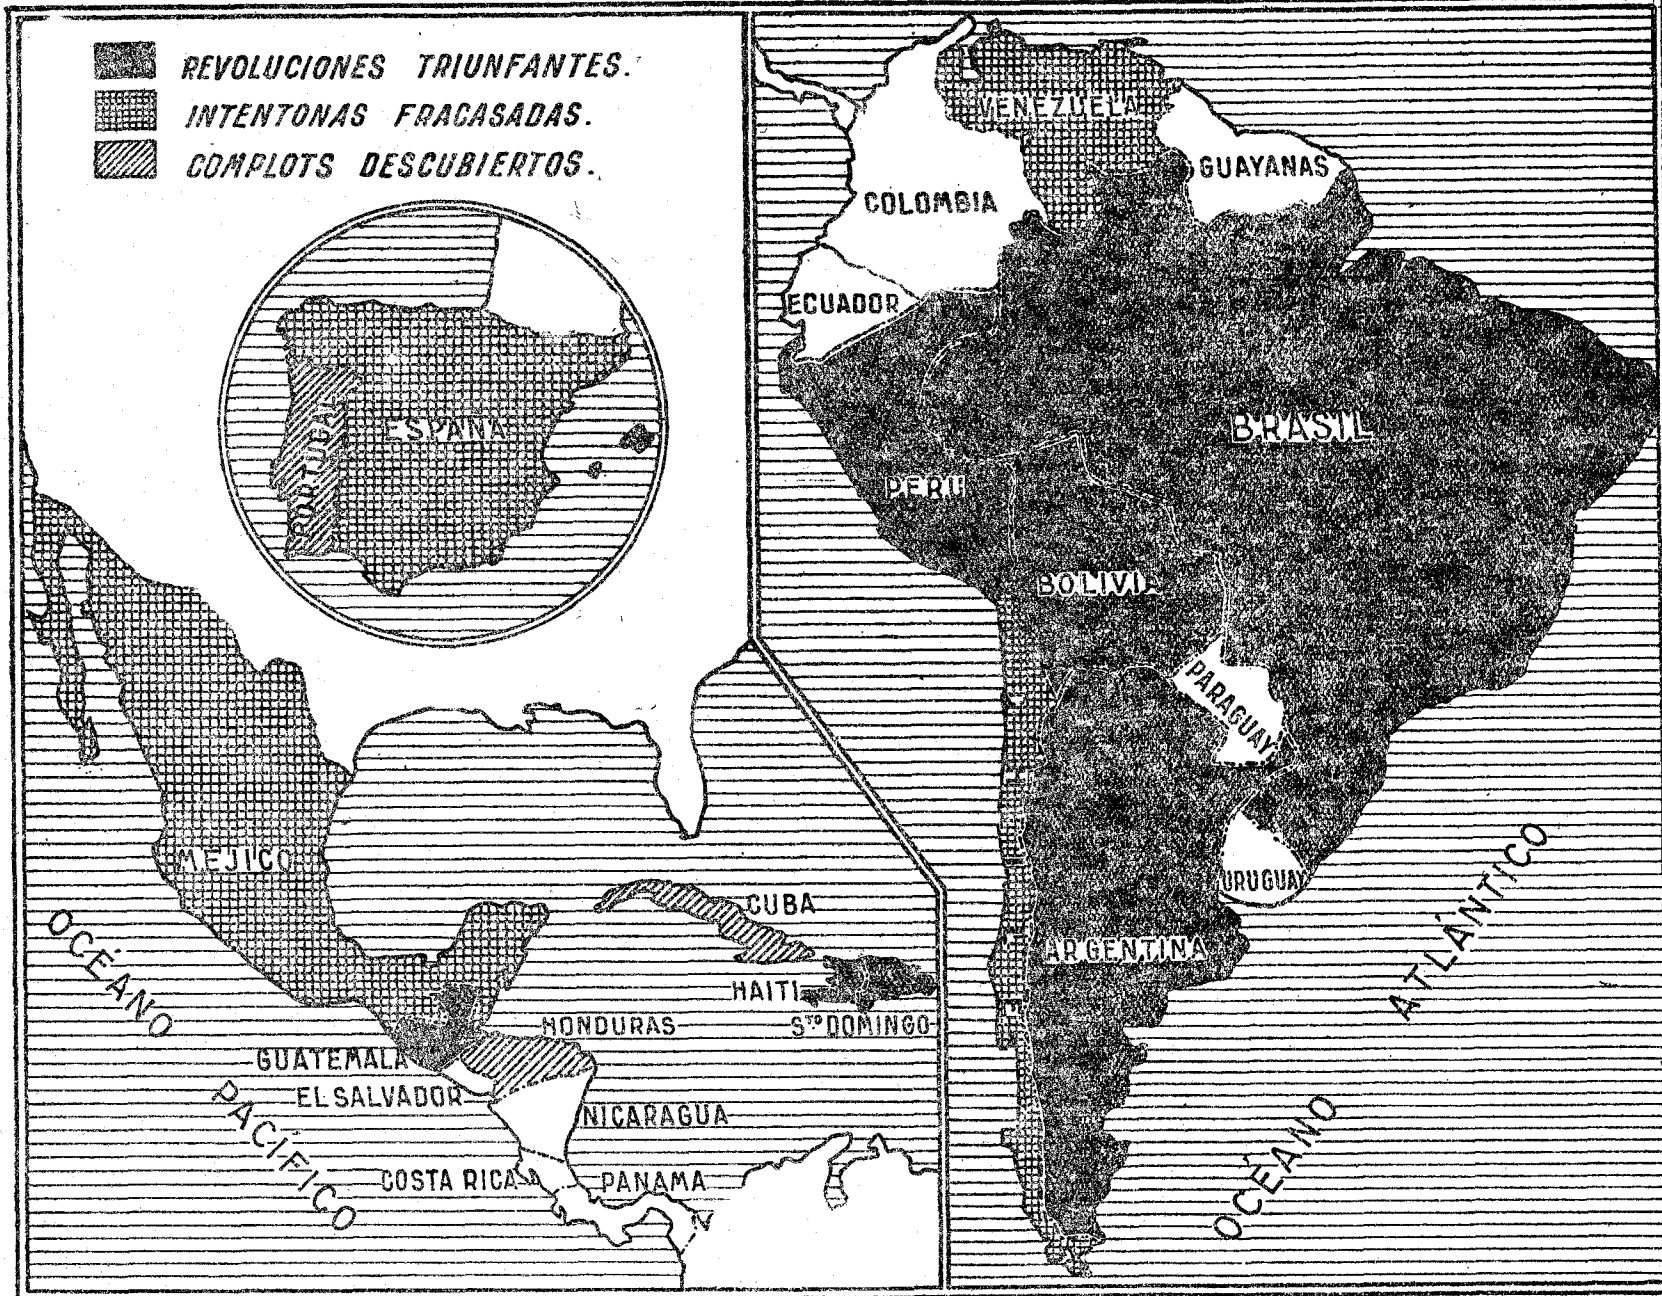 REVOLUCIONES TRIUNFANTES.
INTENTONAS FRACASADAS.
COMPLOTS DESCUBIERTOS.
PORTUGAL
ESPAÑA
MEJICO
CUBA
HAITI
STO DOMINGO
HONDURAS
GUATEMALA
EL SALVADOR
NICARAGUA
COSTA RICA
PANAMA
OCÉANO
PACÍFICO
VENEZUELA
GUAYANAS
COLOMBIA
ECUADOR
BRASIL
PERU
BOLIVIA
PARAGUAY
URUGUAY
ARGENTINA
OCÉANO ATLÁNTICO